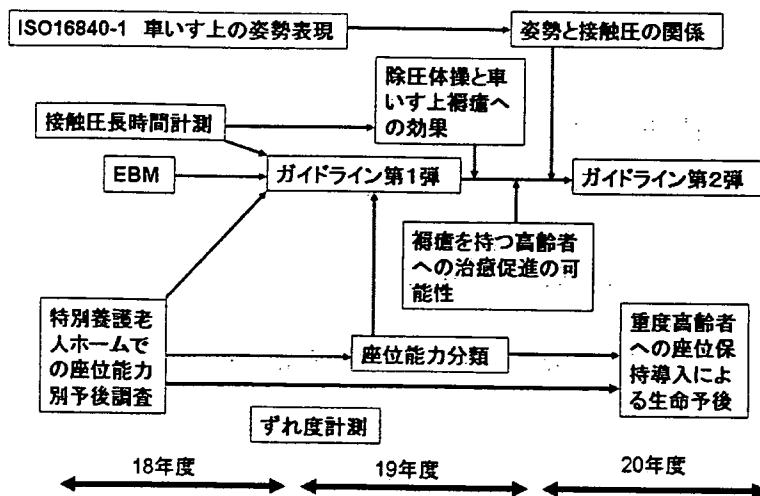 ISO16840-1 車いす上の姿勢表現
姿勢と接触圧の関係
除圧体操と車
いす上褥瘡へ
の効果
接触圧長時間計測
EBM
ガイドライン第1弾
ガイドライン第2弾
褥瘡を持つ高齢者
への治癒促進の可
能性
特別養護老
人ホームで
の座位能力
別予後調査
座位能力分類
重度高齢者
への座位保
持導入によ
る生命予後
ずれ度計測
18年度
19年度
20年度